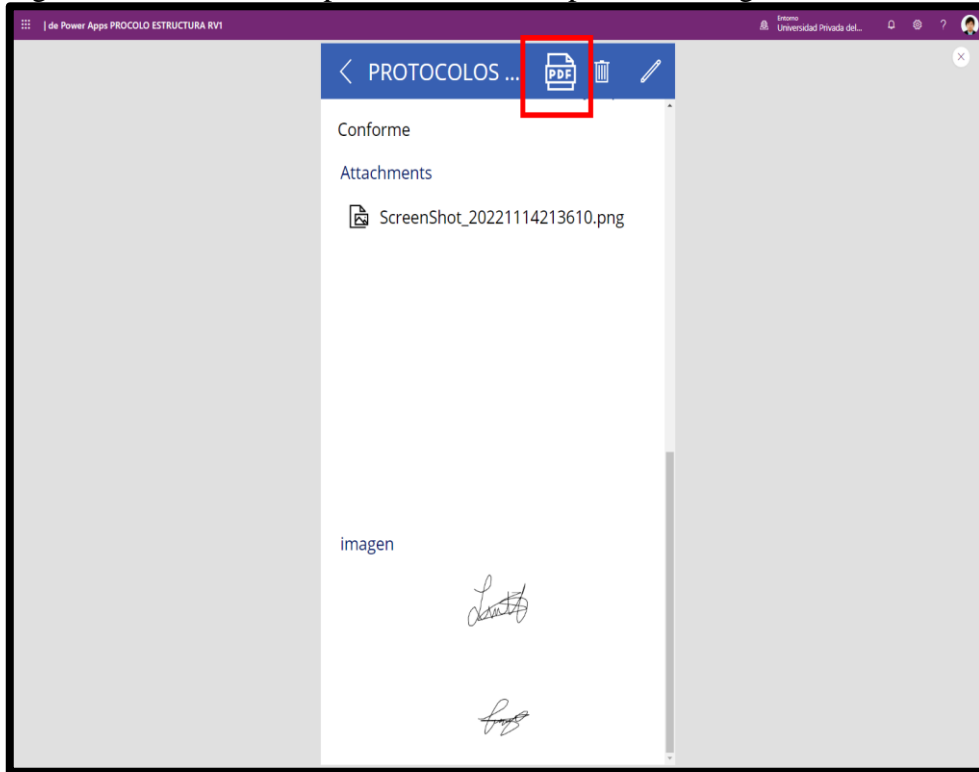 | de Power Apps PROCOLO ESTRUCTURA RV1
Entorno
Universidad Privada del...
?
PROTOCOLOS ...
PDF
Conforme
Attachments
ScreenShot_20221114213610.png
imagen